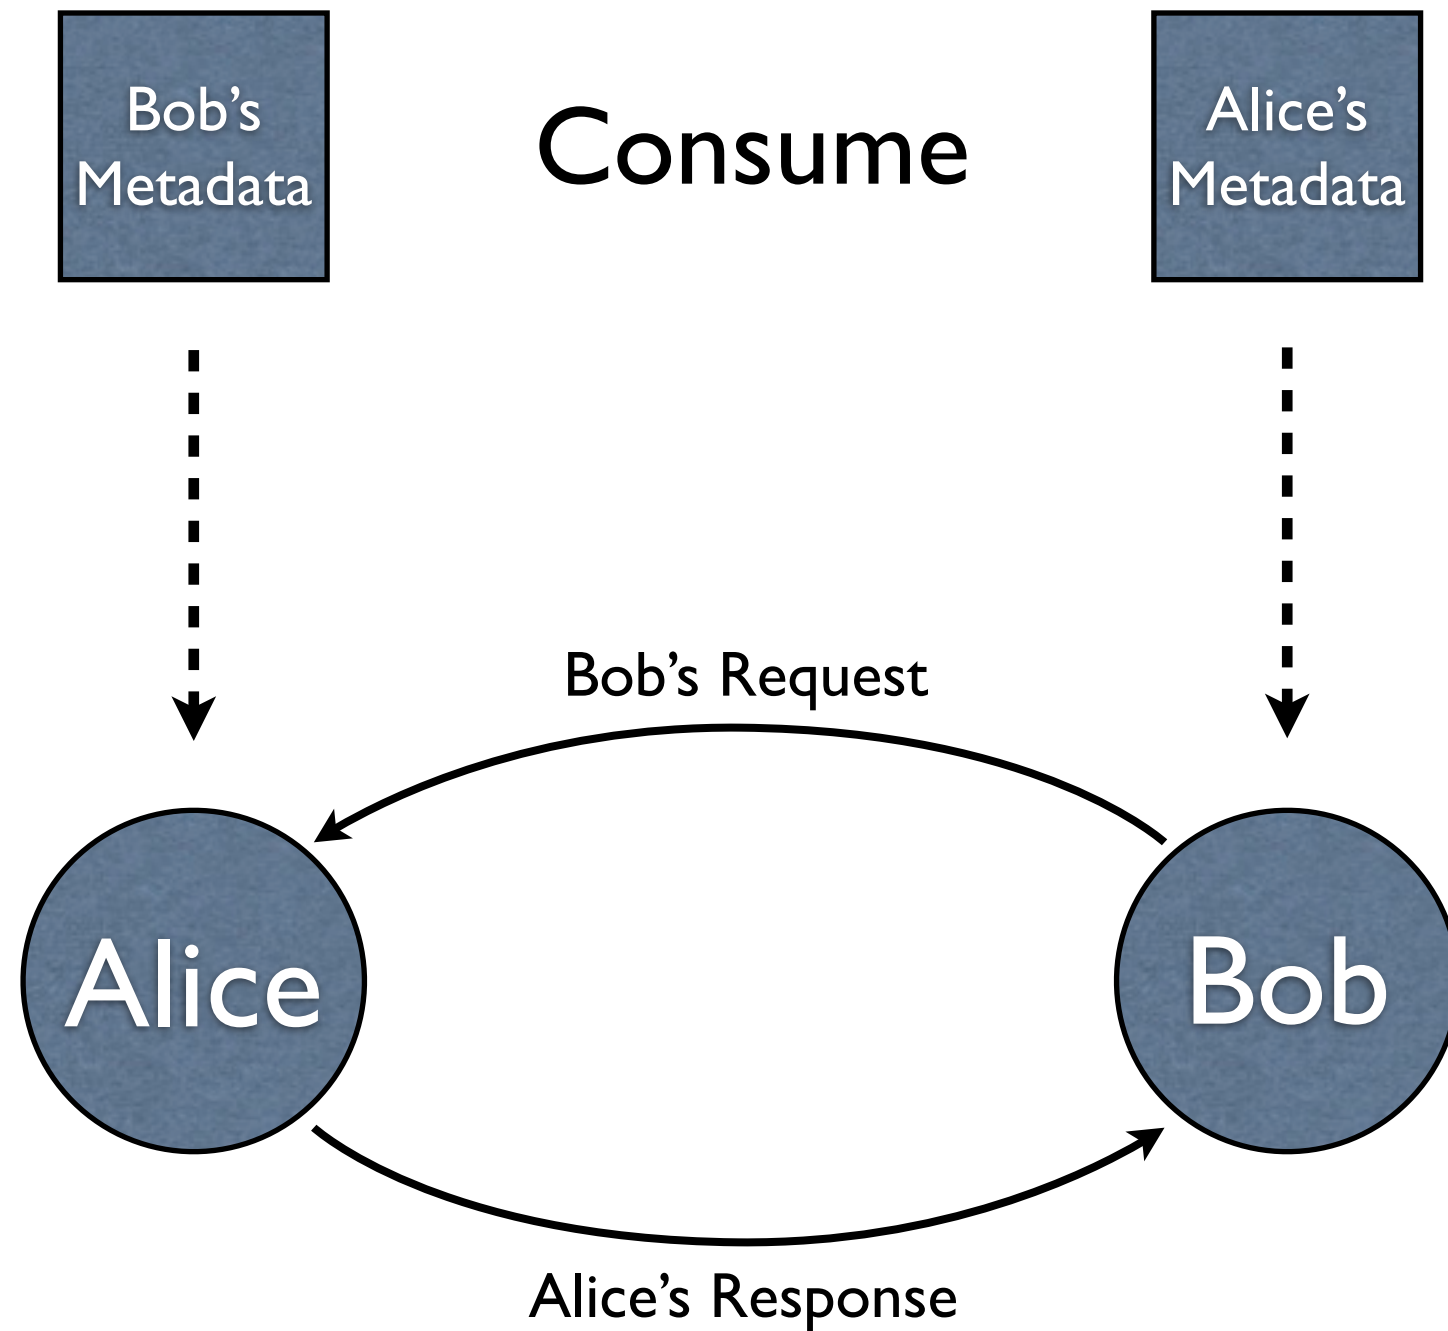 Bob’s
Metadata
Consume
Alice’s
Metadata
Bob’s Request
Alice
Bob
Alice’s Response